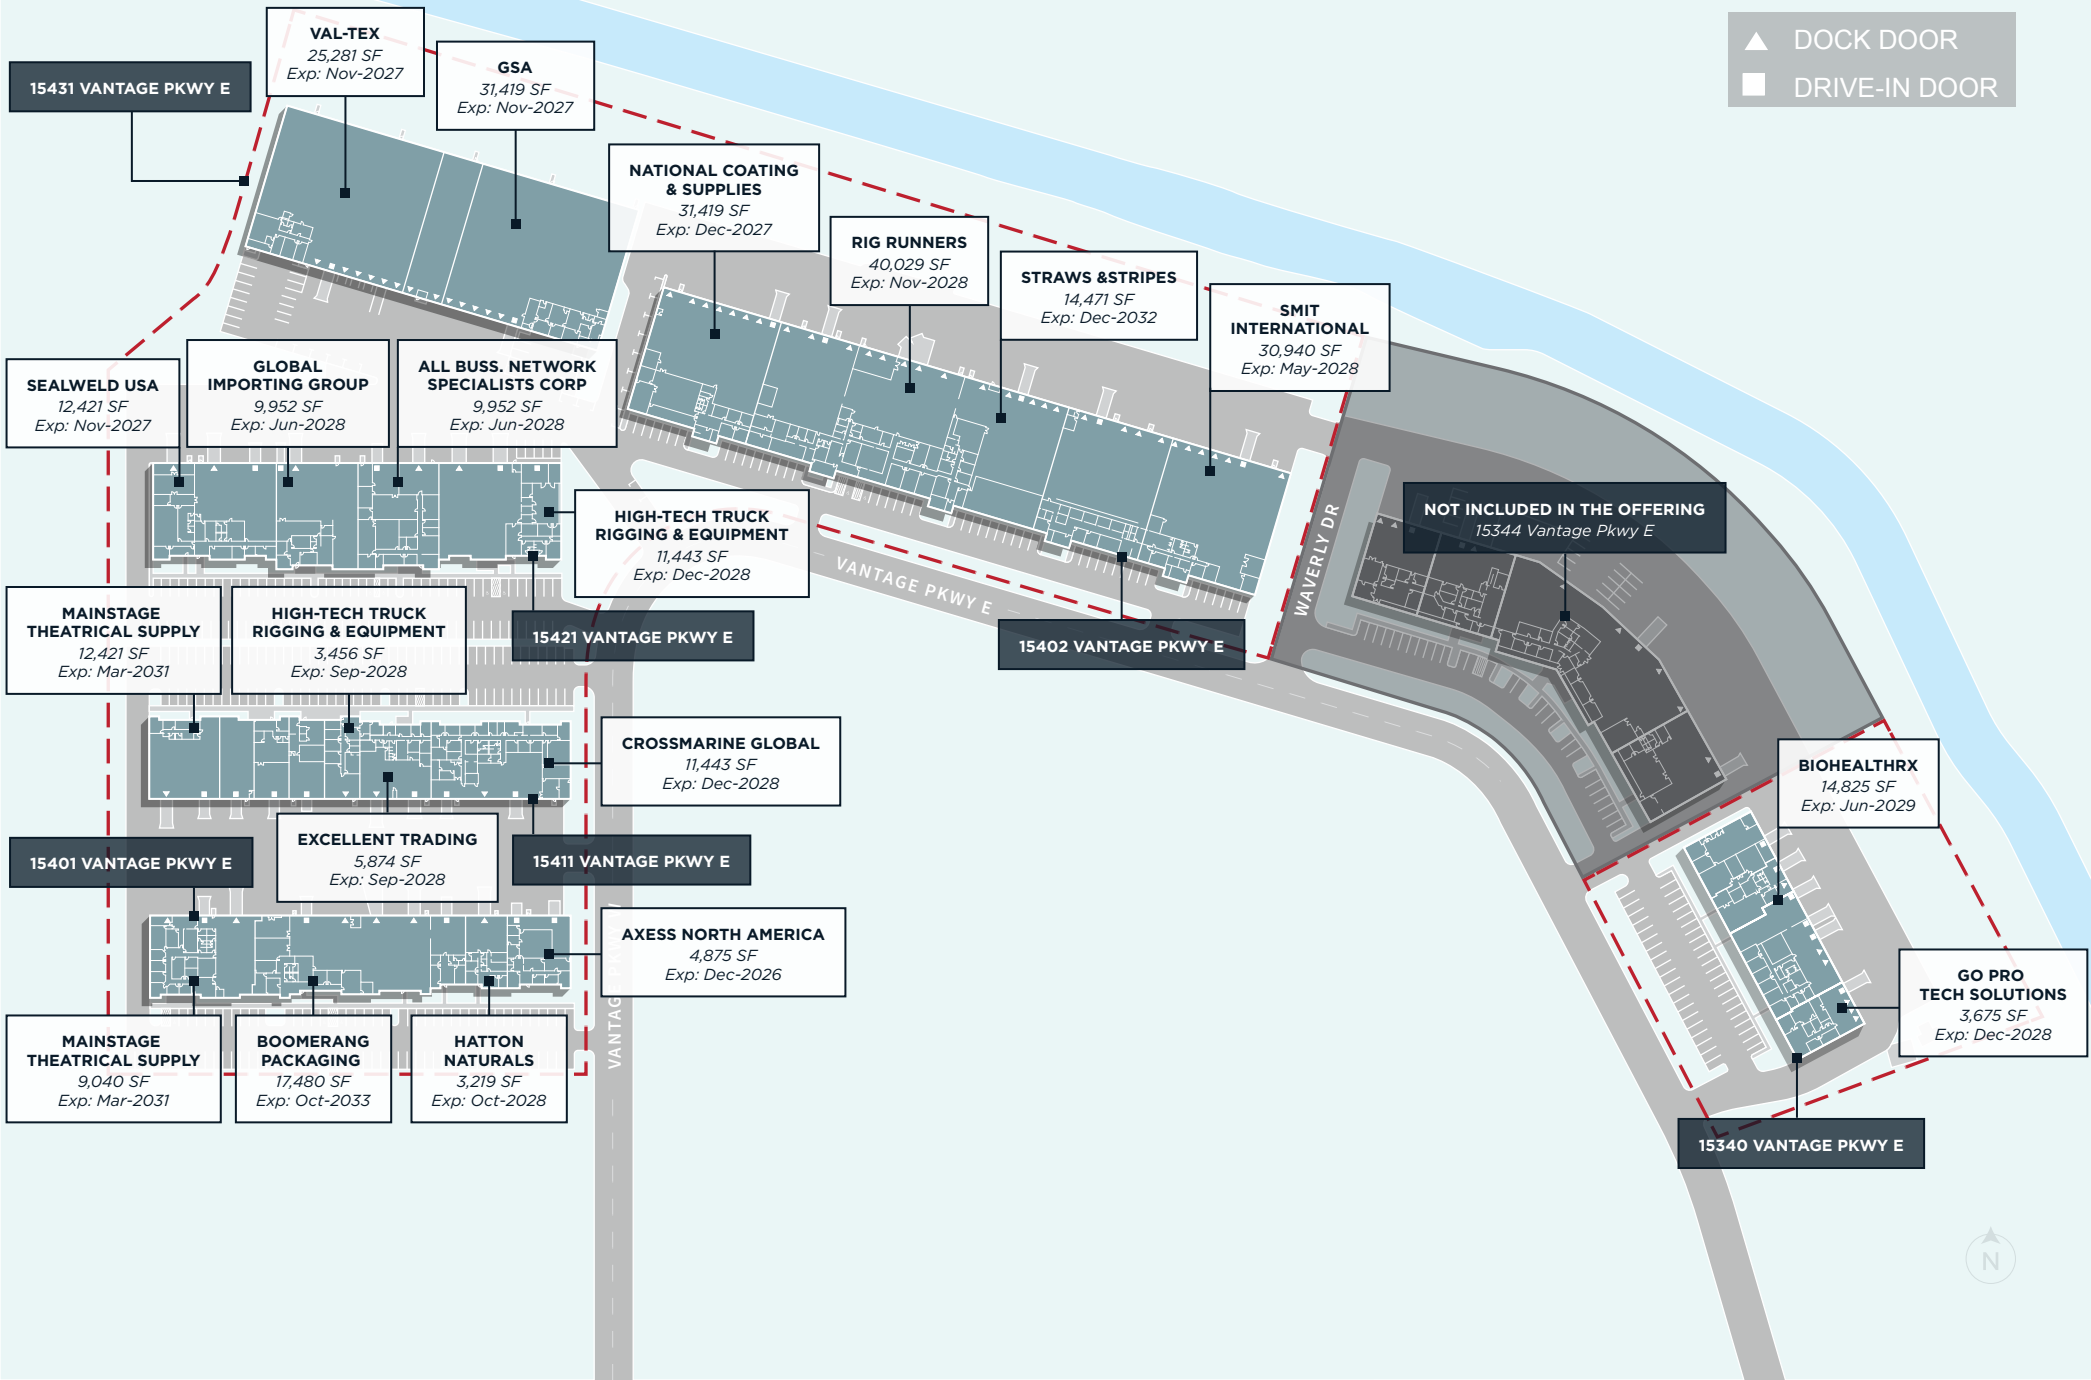 DOCK DOOR
DRIVE-IN DOOR
15431 VANTAGE PKWY E
VAL-TEX
25,281 SF
Exp: Nov-2027
GSA
31,419 SF
Exp: Nov-2027
NATIONAL COATING
& SUPPLIES
31,419 SF
Exp: Dec-2027
RIG RUNNERS
40,029 SF
Exp: Nov-2028
STRAWS &STRIPES
14,471 SF
Exp: Dec-2032
SMIT
INTERNATIONAL
30,940 SF
Exp: May-2028
SEALWELD USA
12,421 SF
Exp: Nov-2027
GLOBAL
IMPORTING GROUP
9,952 SF
Exp: Jun-2028
ALL BUSS. NETWORK
SPECIALISTS CORP
9,952 SF
Exp: Jun-2028
HIGH-TECH TRUCK
RIGGING & EQUIPMENT
11,443 SF
Exp: Dec-2028
15421 VANTAGE PKWY E
VANTAGE PKWY E
15402 VANTAGE PKWY E
WAVERLY DR
NOT INCLUDED IN THE OFFERING
15344 Vantage Pkwy E
MAINSTAGE
THEATRICAL SUPPLY
12,421 SF
Exp: Mar-2031
HIGH-TECH TRUCK
RIGGING & EQUIPMENT
3,456 SF
Exp: Sep-2028
CROSSMARINE GLOBAL
11,443 SF
Exp: Dec-2028
EXCELLENT TRADING
5,874 SF
Exp: Sep-2028
15401 VANTAGE PKWY E
15411 VANTAGE PKWY E
AXESS NORTH AMERICA
4,875 SF
Exp: Dec-2026
VANTAGE PKWY W
MAINSTAGE
THEATRICAL SUPPLY
9,040 SF
Exp: Mar-2031
BOOMERANG
PACKAGING
17,480 SF
Exp: Oct-2033
HATTON
NATURALS
3,219 SF
Exp: Oct-2028
BIOHEALTHRX
14,825 SF
Exp: Jun-2029
GO PRO
TECH SOLUTIONS
3,675 SF
Exp: Dec-2028
15340 VANTAGE PKWY E
N